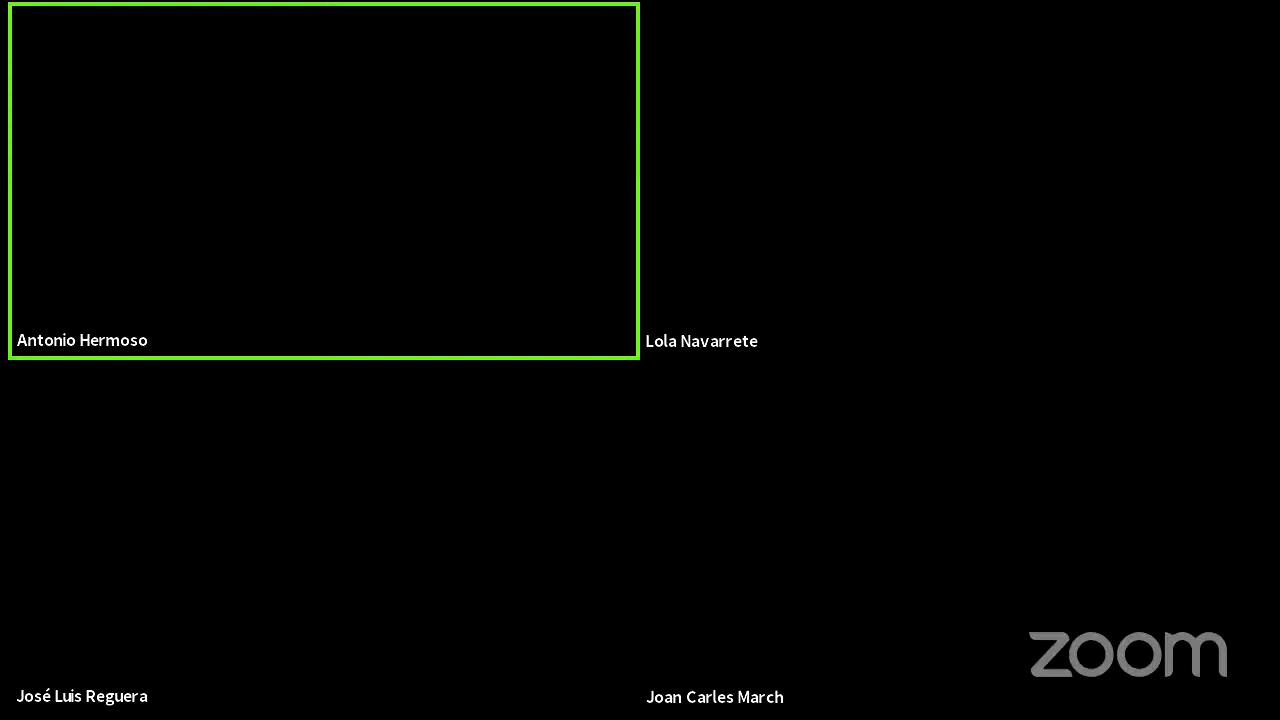 Antonio Hermoso
Lola Navarrete
José Luis Reguera
Joan Carles March
zoom